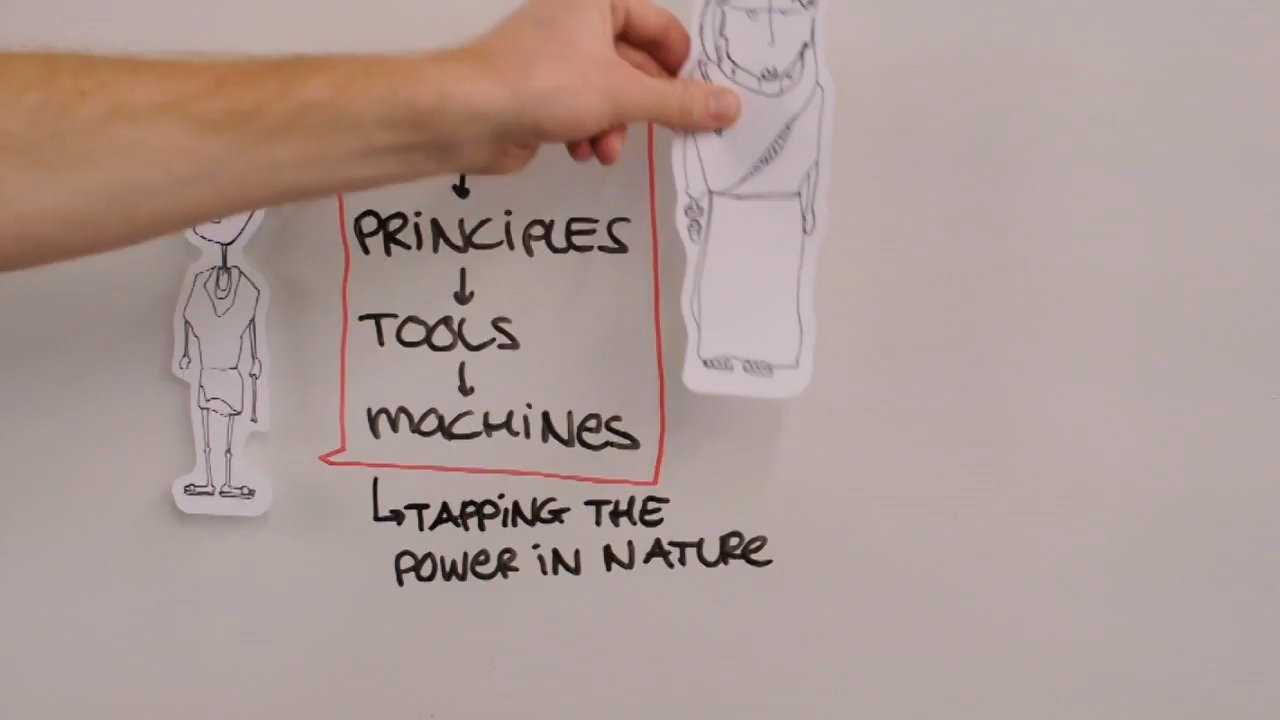 PRiNCiPLES
TOOLS
MACHiNES
TAPPiNG THE
POWER iN NATURE